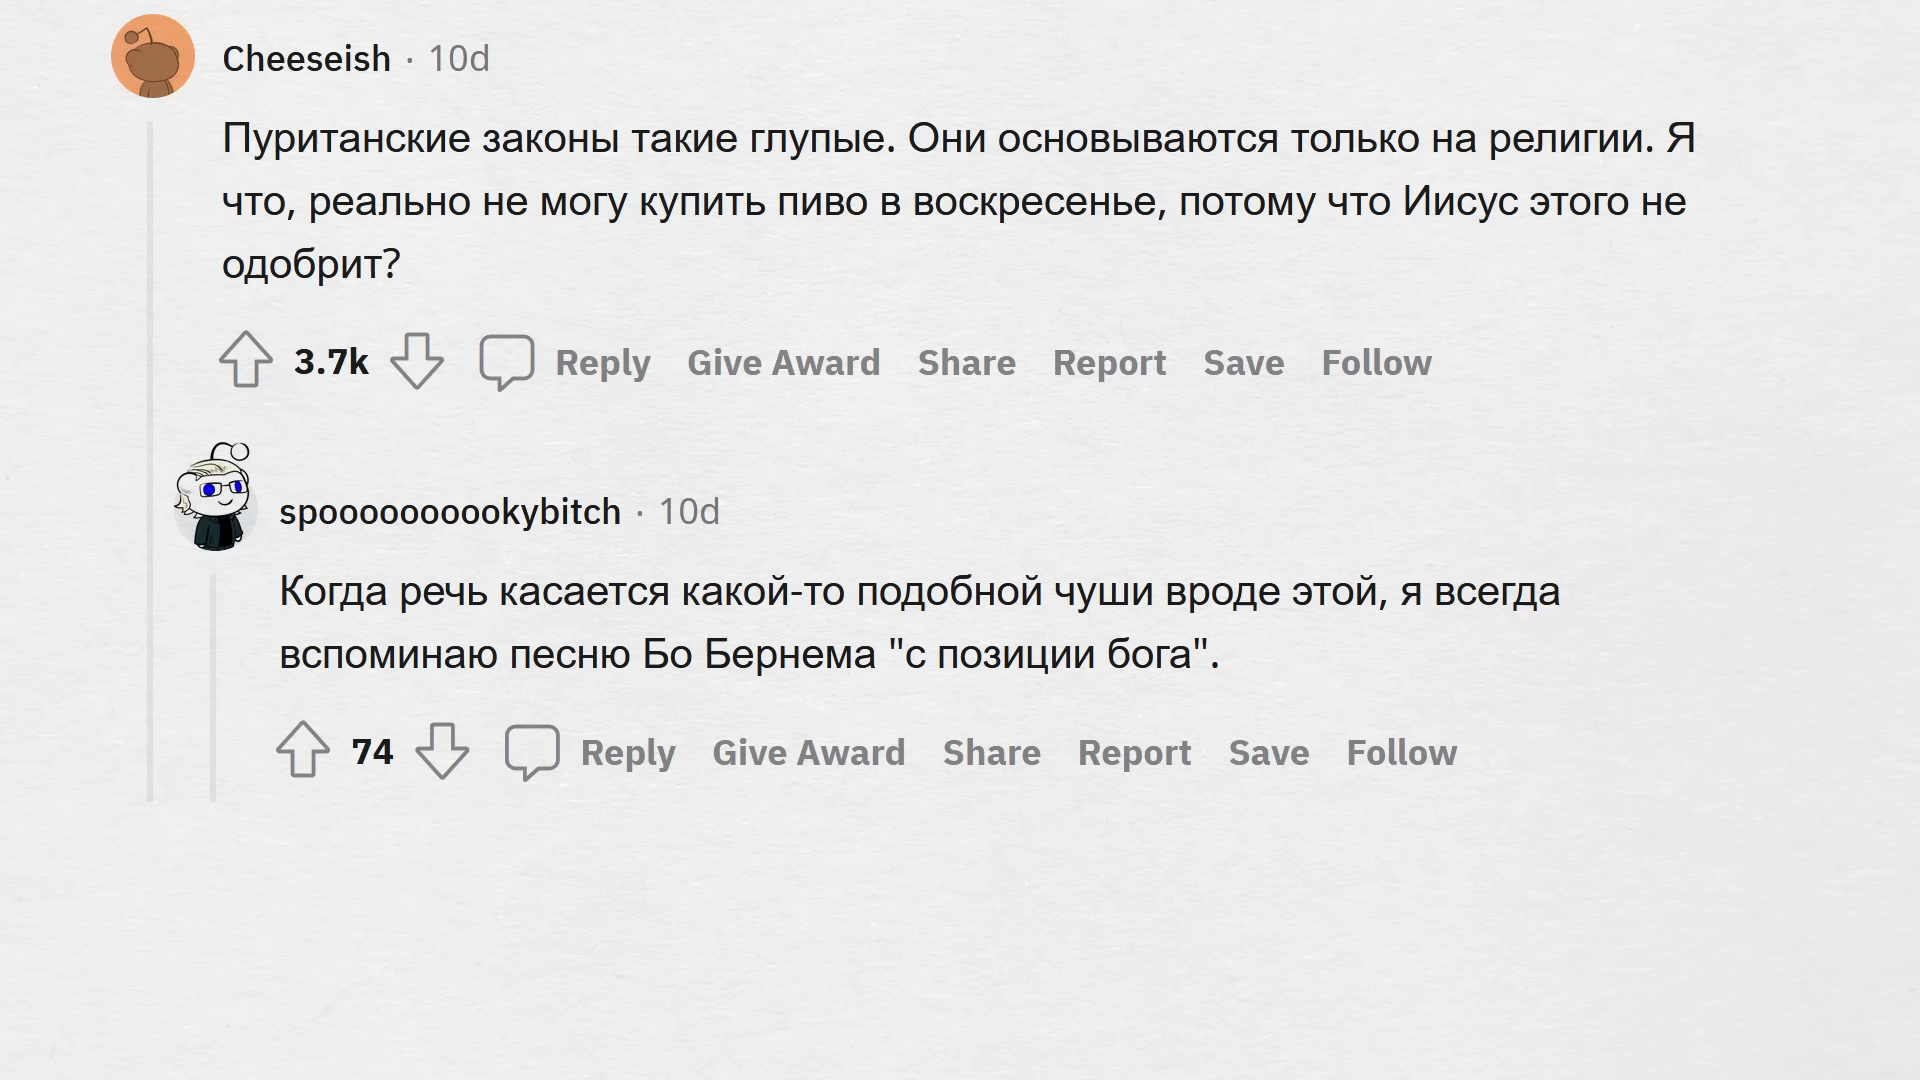 Cheeseish · 10d
Пуританские законы такие глупые. Они основываются только на религии. Я
что, реально не могу купить пиво в воскресенье, потому что Иисус этого не
одобрит?
3.7k Reply Give Award Share Report Save Follow
spoooooooookybitch · 10d
Когда речь касается какой-то подобной чуши вроде этой, я всегда
вспоминаю песню Бо Бернема "с позиции бога".
74 Reply Give Award Share Report Save Follow